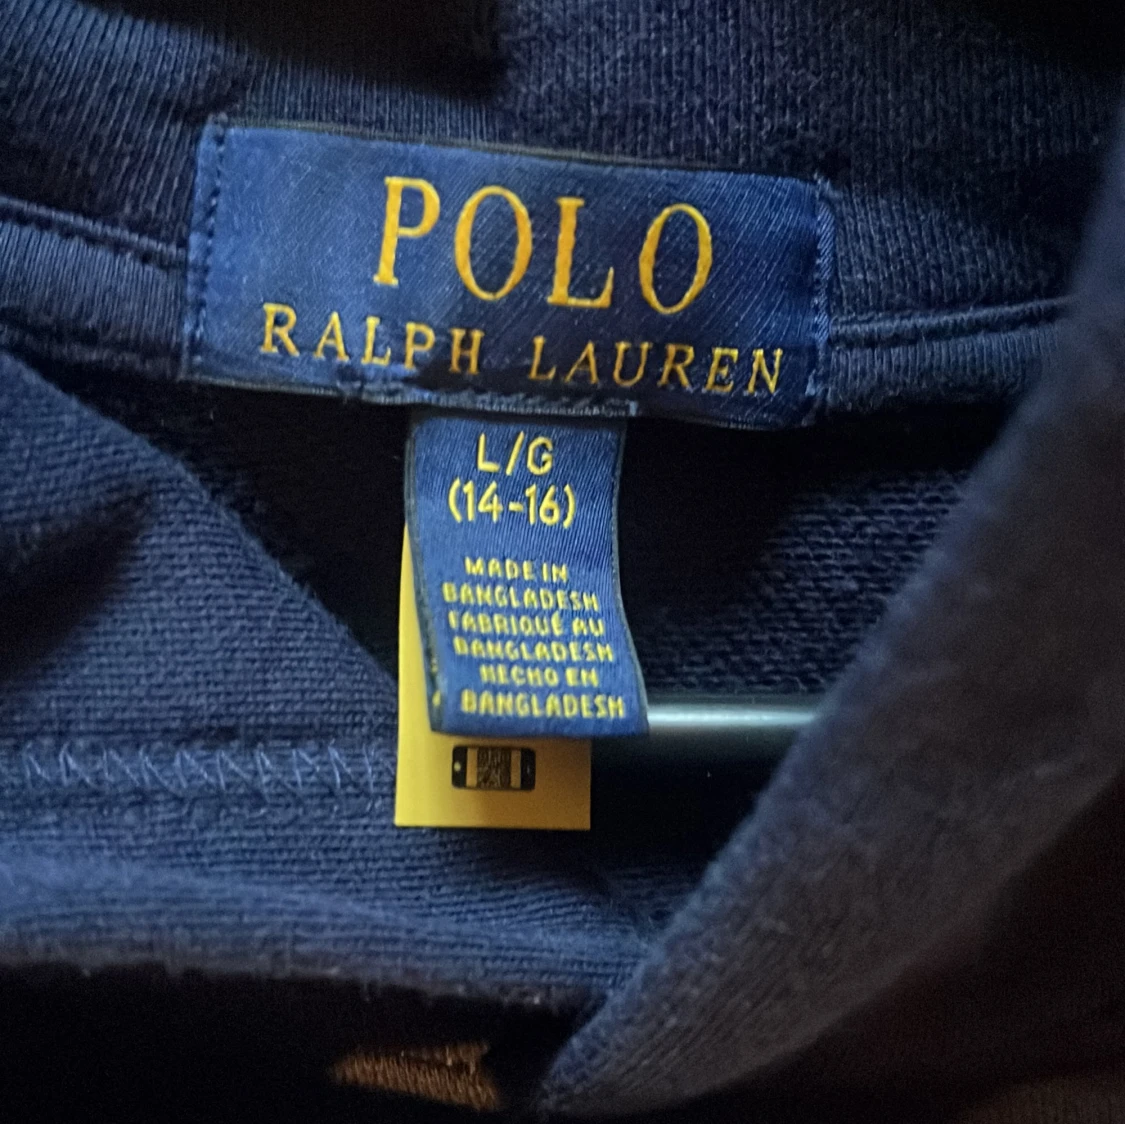 POLO
RALPH LAUREN
L/G
(14-16)
MADE IN
BANGLADESH
FABRIQUÉ AU
BANGLADESH
HECHO EN
BANGLADESH